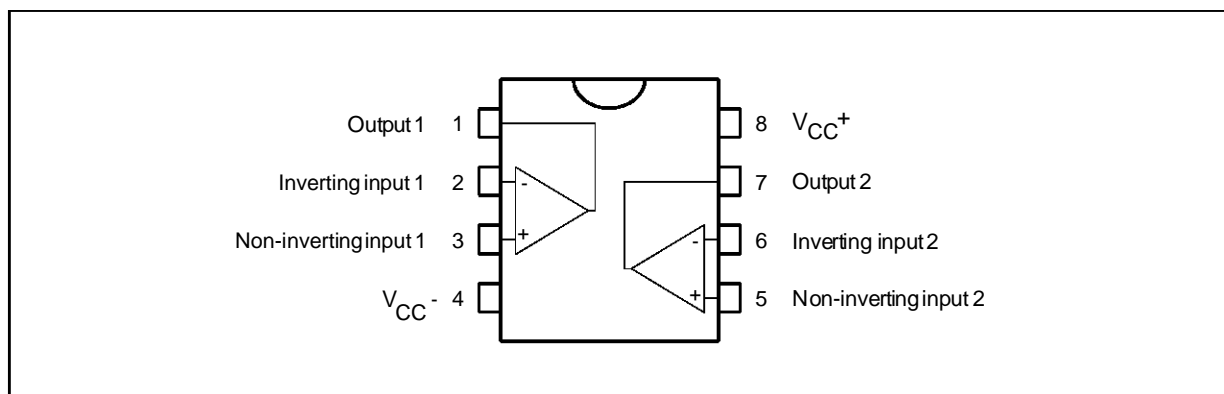 Output 1 1
Inverting input 1 2
Non-inverting input 1 3
VCC - 4
8 VCC+
7 Output 2
6 Inverting input 2
5 Non-inverting input 2
-
+
-
+